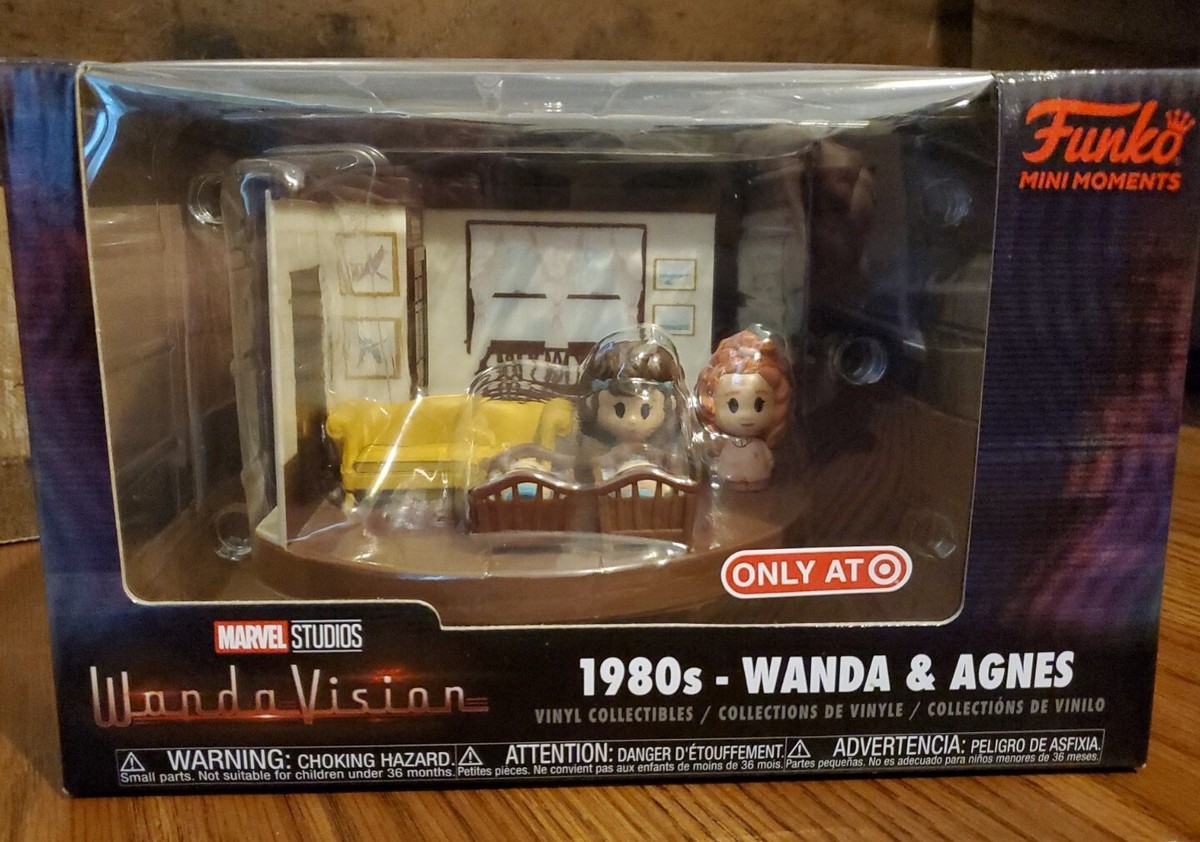 Funko
MINI MOMENTS
ONLY AT
MARVEL STUDIOS
WandaVision
1980s - WANDA & AGNES
VINYL COLLECTIBLES / COLLECTIONS DE VINYLE / COLLECTIÓNS DE VINILO
WARNING: CHOKING HAZARD.
Small parts. Not suitable for children under 36 months.
ATTENTION: DANGER D'ÉTOUFFEMENT.
Petites pièces. Ne convient pas aux enfants de moins de 36 mois.
ADVERTENCIA: PELIGRO DE ASFIXIA.
Partes pequeñas. No es adecuado para niños menores de 36 meses.